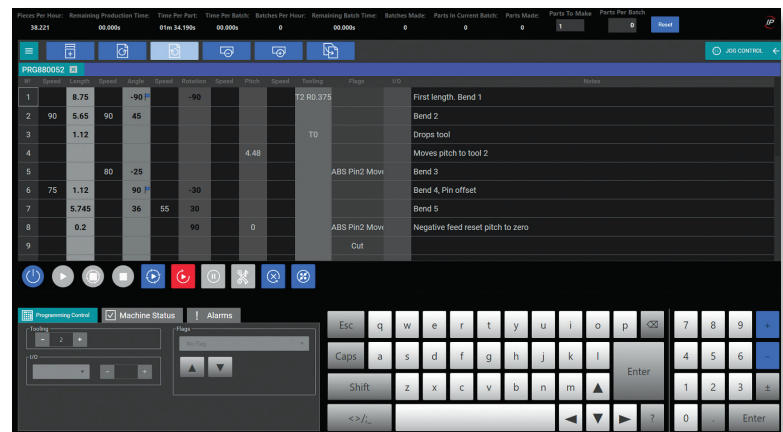 Pieces Per Hour: Remaining Production Time: Time Per Part: Time Per Batch: Batches Per Hour: Remaining Batch Time: Batches Made: Parts In Current Batch: Parts Made: Parts To Make Parts Per Batch
38.221 00.000s 01m 34.190s 00.000s 0 00.000s 0 0 0 1 0 Reset
JOG CONTROL
PRG880052
Nº Speed Length Speed Angle Speed Rotation Speed Pitch Speed Tooling Flags I/O Notes
1 8.75 -90 -90 T2 R0.375 First length. Bend 1
2 90 5.65 90 45 Bend 2
3 1.12 T0 Drops tool
4 4.48 Moves pitch to tool 2
5 80 -25 ABS Pin2 Move Bend 3
6 75 1.12 90 -30 Bend 4, Pin offset
7 5.745 36 55 30 Bend 5
8 0.2 90 0 ABS Pin2 Move Negative feed reset pitch to zero
9 Cut
Programming Control Machine Status ! Alarms
Tooling Flags
- 2 + No Flag
I/O
- +
Esc q w e r t y u i o p 7 8 9 +
Caps a s d f g h j k l Enter 4 5 6 -
Shift z x c v b n m 1 2 3 ±
<>/;_ ? 0 . Enter